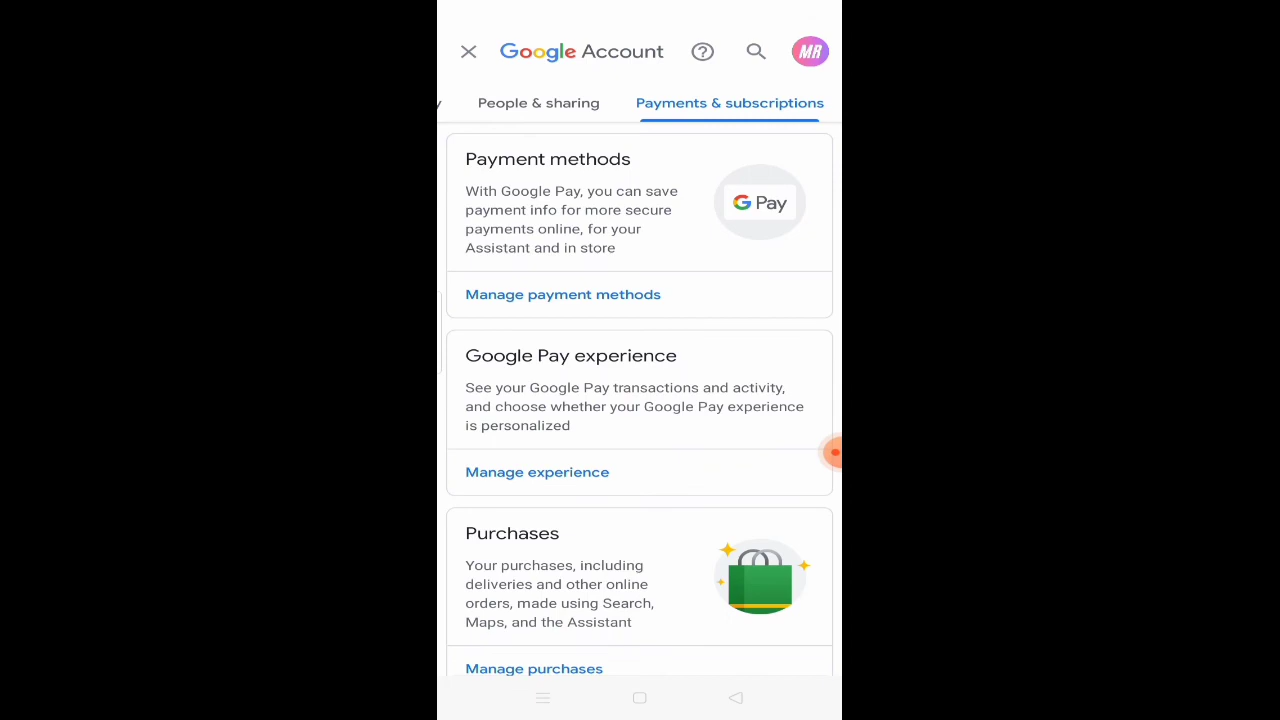 Google Account
MR
People & sharing
Payments & subscriptions
Payment methods
With Google Pay, you can save
payment info for more secure
payments online, for your
Assistant and in store
G Pay
Manage payment methods
Google Pay experience
See your Google Pay transactions and activity,
and choose whether your Google Pay experience
is personalized
Manage experience
Purchases
Your purchases, including
deliveries and other online
orders, made using Search,
Maps, and the Assistant
Manage purchases